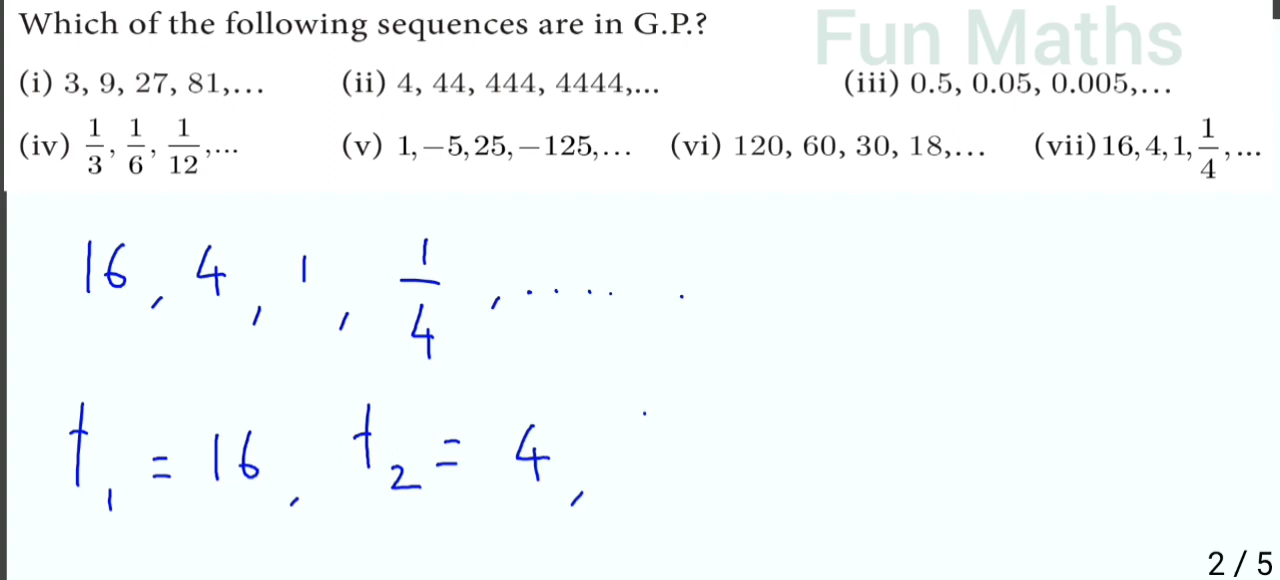 Which of the following sequences are in G.P.?
Fun Maths
(i) 3, 9, 27, 81,... (ii) 4, 44, 444, 4444,... (iii) 0.5, 0.05, 0.005,...
(iv) 1/3, 1/6, 1/12,... (v) 1, –5, 25, –125,... (vi) 120, 60, 30, 18,... (vii) 16, 4, 1, 1/4, ...
16, 4, 1, 1/4, ..... .
t₁ = 16, t₂ = 4,
2 / 5